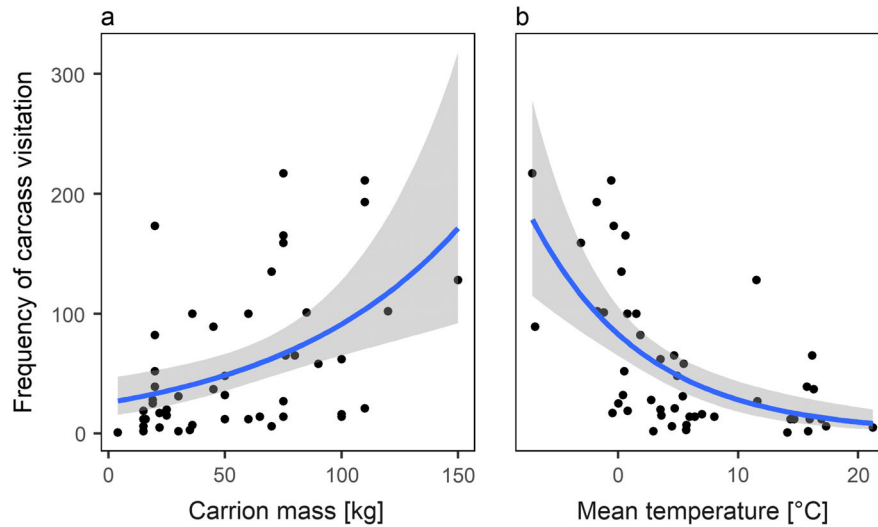 a
b
Frequency of carcass visitation
300
200
100
0
0
50
100
150
0
10
20
Carrion mass [kg]
Mean temperature [°C]